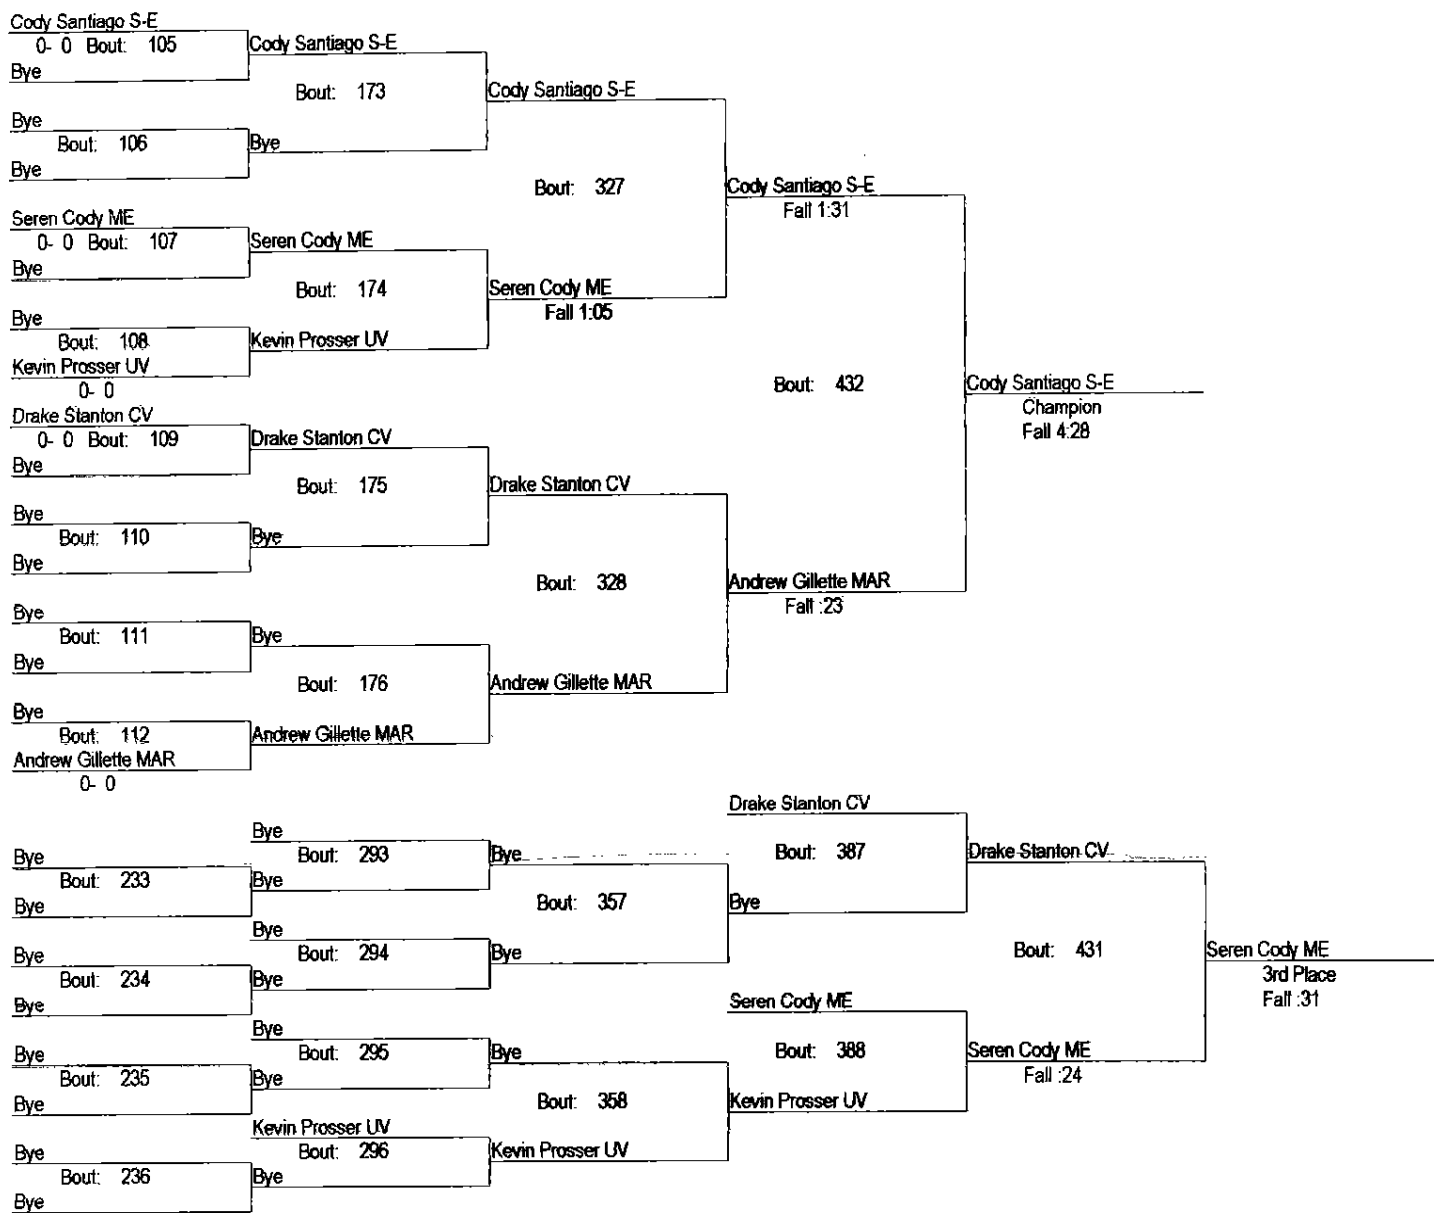 Cody Santiago S-E
0- 0 Bout: 105
Bye
Bye
Bout: 106
Bye
Seren Cody ME
0- 0 Bout: 107
Bye
Bye
Bout: 108
Kevin Prosser UV
0- 0
Drake Stanton CV
0- 0 Bout: 109
Bye
Bye
Bout: 110
Bye
Bye
Bout: 111
Bye
Bye
Bout: 112
Andrew Gillette MAR
0- 0
Cody Santiago S-E
Bout: 173
Bye
Seren Cody ME
Bout: 174
Kevin Prosser UV
Drake Stanton CV
Bout: 175
Bye
Bye
Bout: 176
Andrew Gillette MAR
Cody Santiago S-E
Bout: 327
Seren Cody ME
Fall 1:05
Drake Stanton CV
Bout: 328
Andrew Gillette MAR
Cody Santiago S-E
Fall 1:31
Bout: 432
Andrew Gillette MAR
Fall :23
Cody Santiago S-E
Champion
Fall 4:28
Bye
Bout: 233
Bye
Bye
Bout: 234
Bye
Bye
Bout: 235
Bye
Bye
Bout: 236
Bye
Bye
Bout: 293
Bye
Bye
Bout: 294
Bye
Bye
Bout: 295
Bye
Kevin Prosser UV
Bout: 296
Bye
Bye
Bout: 357
Bye
Bye
Bout: 358
Kevin Prosser UV
Drake Stanton CV
Bout: 387
Bye
Seren Cody ME
Bout: 388
Kevin Prosser UV
Drake Stanton CV
Bout: 431
Seren Cody ME
Fall :24
Seren Cody ME
3rd Place
Fall :31